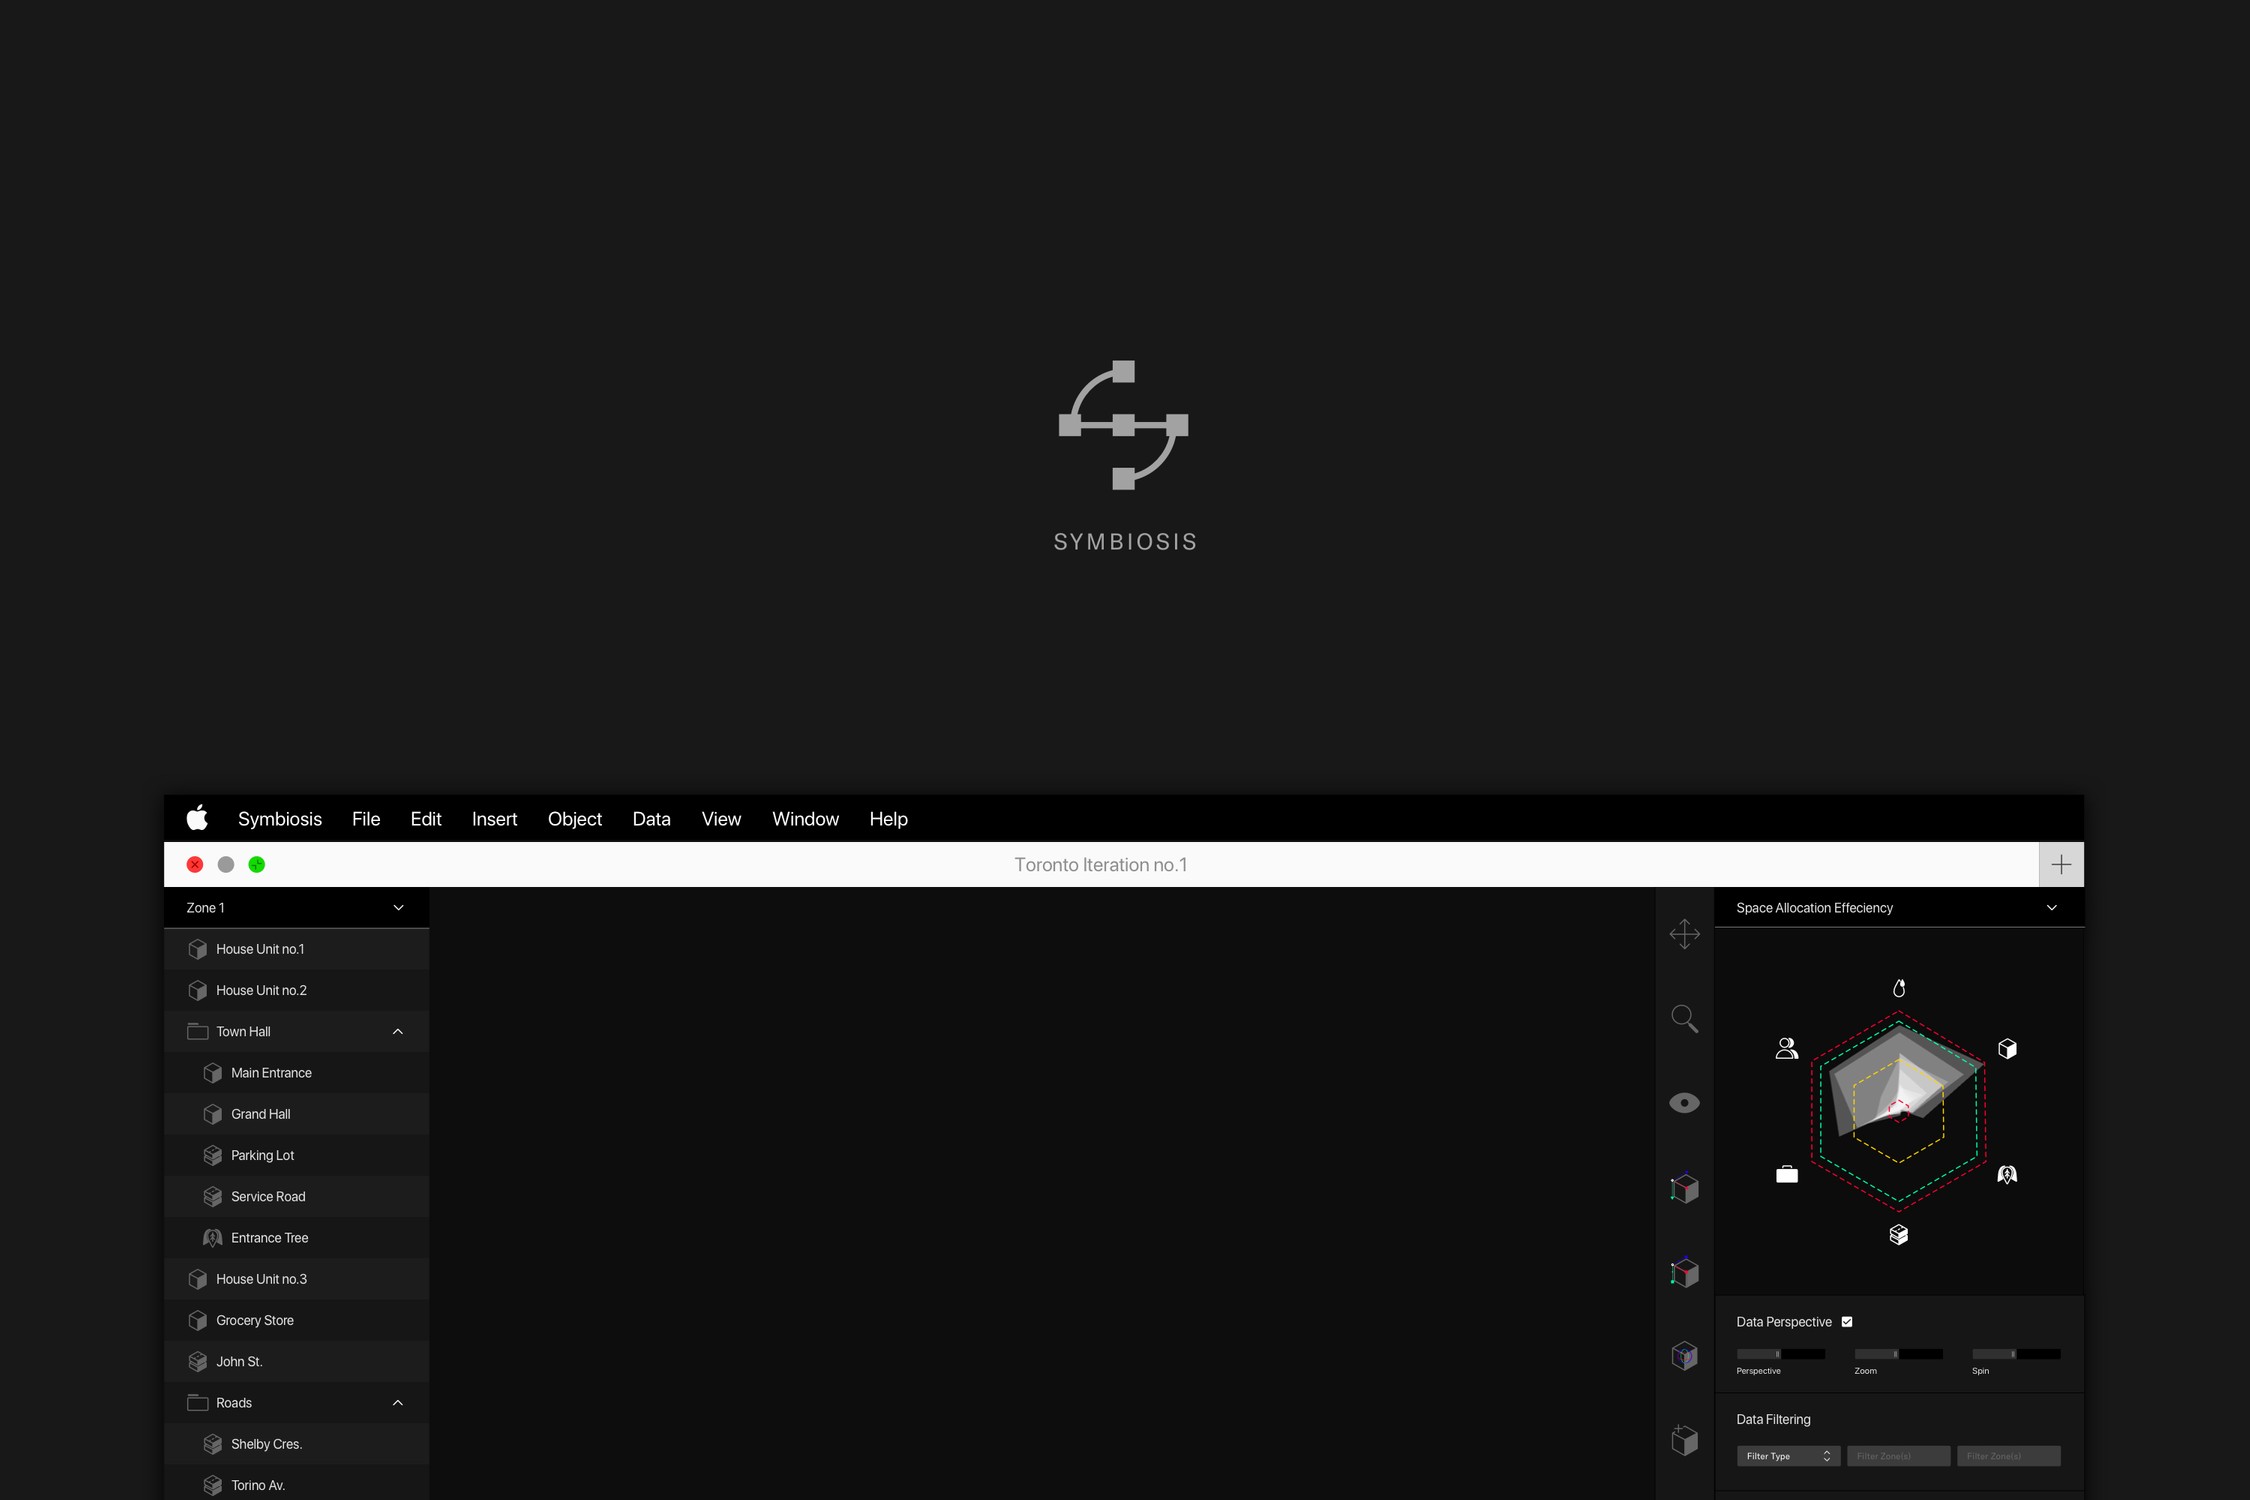 SYMBIOSIS
Symbiosis File Edit Insert Object Data View Window Help
Toronto Iteration no.1
Zone 1
House Unit no.1
House Unit no.2
Town Hall
Main Entrance
Grand Hall
Parking Lot
Service Road
Entrance Tree
House Unit no.3
Grocery Store
John St.
Roads
Shelby Cres.
Torino Av.
Space Allocation Effeciency
Data Perspective
Perspective Zoom Spin
Data Filtering
Filter Type Filter Zone(s) Filter Zone(s)